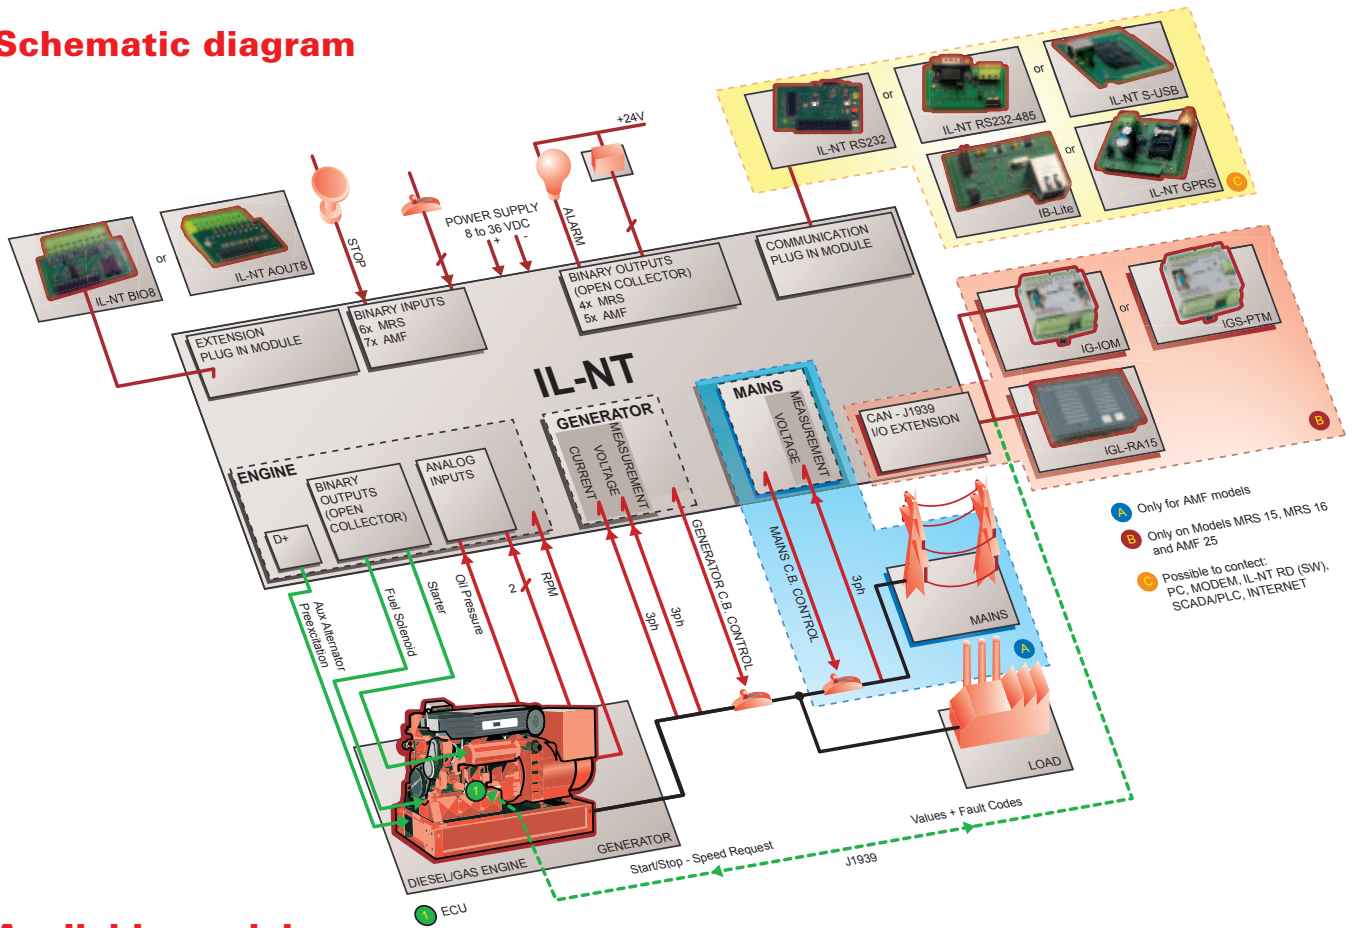 Schematic diagram
+24V
IL-NT RS232
or
IL-NT RS232-485
or
IL-NT S-USB
IB-Lite
or
IL-NT GPRS
C
IL-NT BIO8
or
IL-NT AOUT8
STOP
POWER SUPPLY
8 to 36 VDC
+ -
ALARM
EXTENSION
PLUG IN MODULE
BINARY INPUTS
6x MRS
7x AMF
BINARY OUTPUTS
(OPEN COLLECTOR)
4x MRS
5x AMF
COMMUNICATION
PLUG IN MODULE
IG-IOM
or
IGS-PTM
IGL-RA15
B
IL-NT
ENGINE
D+
BINARY
OUTPUTS
(OPEN
COLLECTOR)
ANALOG
INPUTS
GENERATOR
CURRENT
VOLTAGE
MEASUREMENT
MAINS
VOLTAGE
MEASUREMENT
CAN - J1939
I/O EXTENSION
Aux Alternator
Preexcitation
Fuel Solenoid
Starter
Oil Pressure
2
RPM
3ph
3ph
GENERATOR C.B. CONTROL
MAINS C.B. CONTROL
3ph
MAINS
A
LOAD
A Only for AMF models
B Only on Models MRS 15, MRS 16
and AMF 25
C Possible to contect:
PC, MODEM, IL-NT RD (SW),
SCADA/PLC, INTERNET
1
DIESEL/GAS ENGINE
GENERATOR
Start/Stop - Speed Request
Values + Fault Codes
J1939
1 ECU